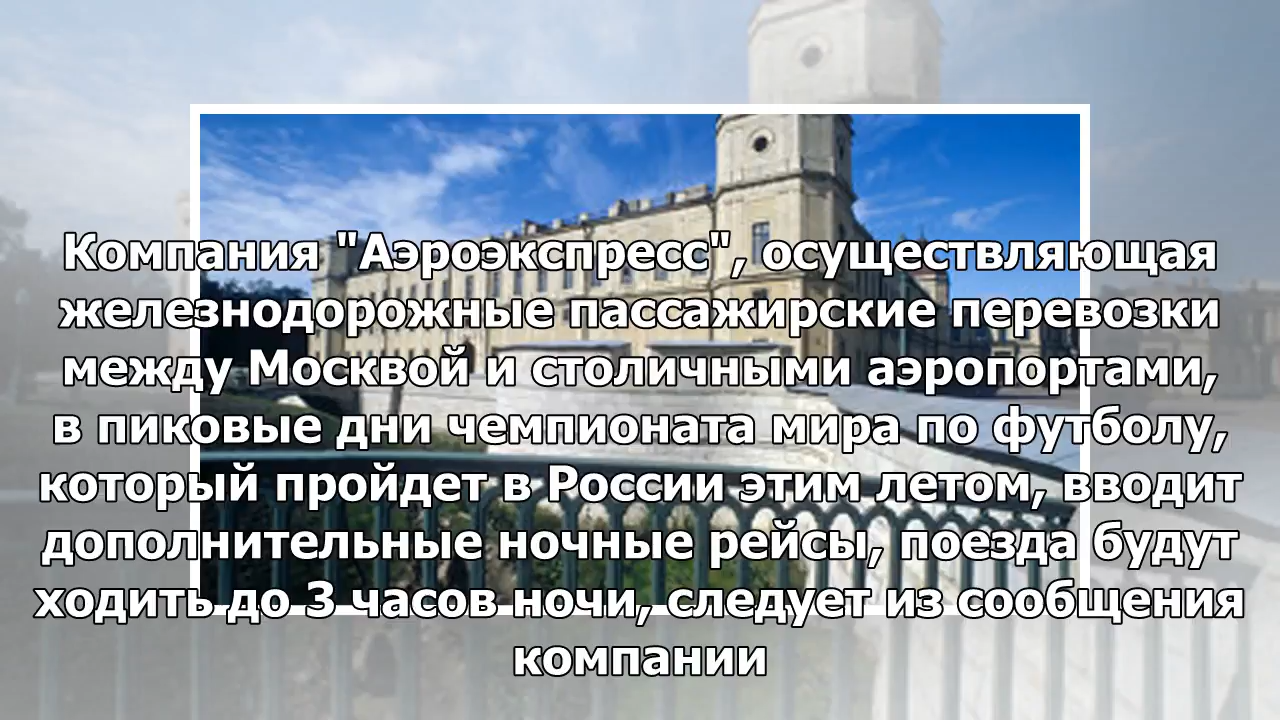 Компания "Аэроэкспресс", осуществляющая
железнодорожные пассажирские перевозки
между Москвой и столичными аэропортами,
в пиковые дни чемпионата мира по футболу,
который пройдет в России этим летом, вводит
дополнительные ночные рейсы, поезда будут
ходить до 3 часов ночи, следует из сообщения
компании